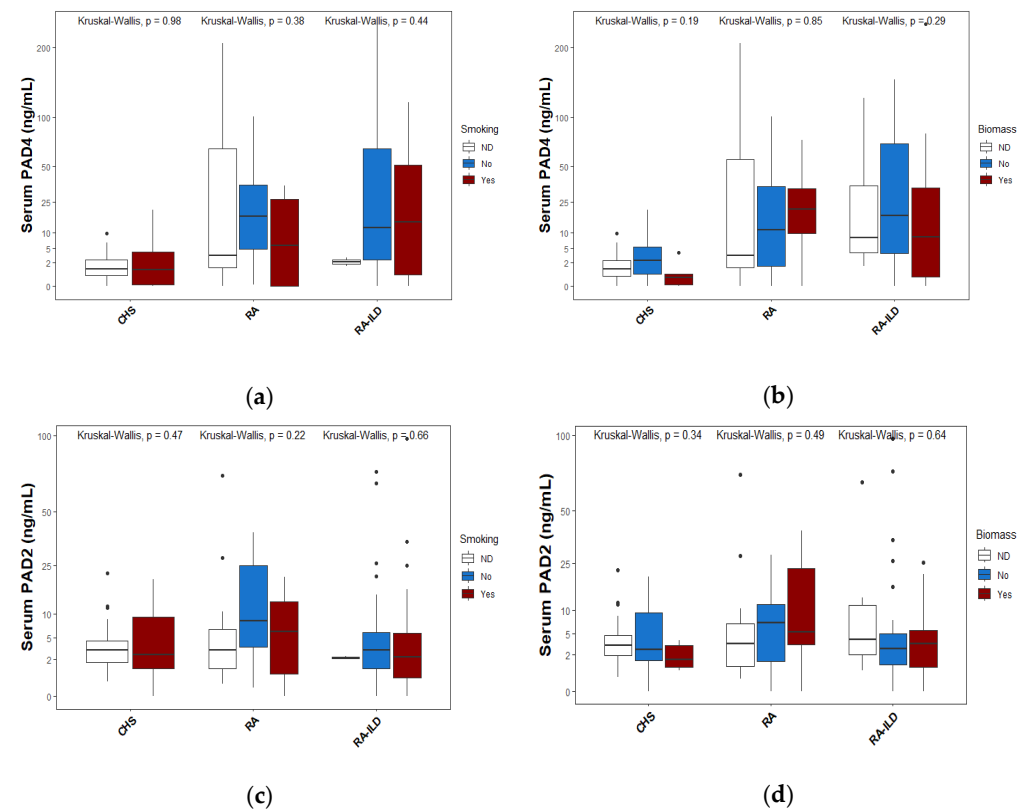 Kruskal-Wallis, p = 0.98 Kruskal-Wallis, p = 0.38 Kruskal-Wallis, p = 0.44
Serum PAD4 (ng/mL)
200
100
50
25
10
5
2
0
CHS RA RA-ILD
Smoking
ND
No
Yes
(a)
Kruskal-Wallis, p = 0.19 Kruskal-Wallis, p = 0.85 Kruskal-Wallis, p = 0.29
Serum PAD4 (ng/mL)
200
100
50
25
10
5
2
0
CHS RA RA-ILD
Biomass
ND
No
Yes
(b)
Kruskal-Wallis, p = 0.47 Kruskal-Wallis, p = 0.22 Kruskal-Wallis, p = 0.66
Serum PAD2 (ng/mL)
100
50
25
10
5
2
0
CHS RA RA-ILD
Smoking
ND
No
Yes
(c)
Kruskal-Wallis, p = 0.34 Kruskal-Wallis, p = 0.49 Kruskal-Wallis, p = 0.64
Serum PAD2 (ng/mL)
100
50
25
10
5
2
0
CHS RA RA-ILD
Biomass
ND
No
Yes
(d)